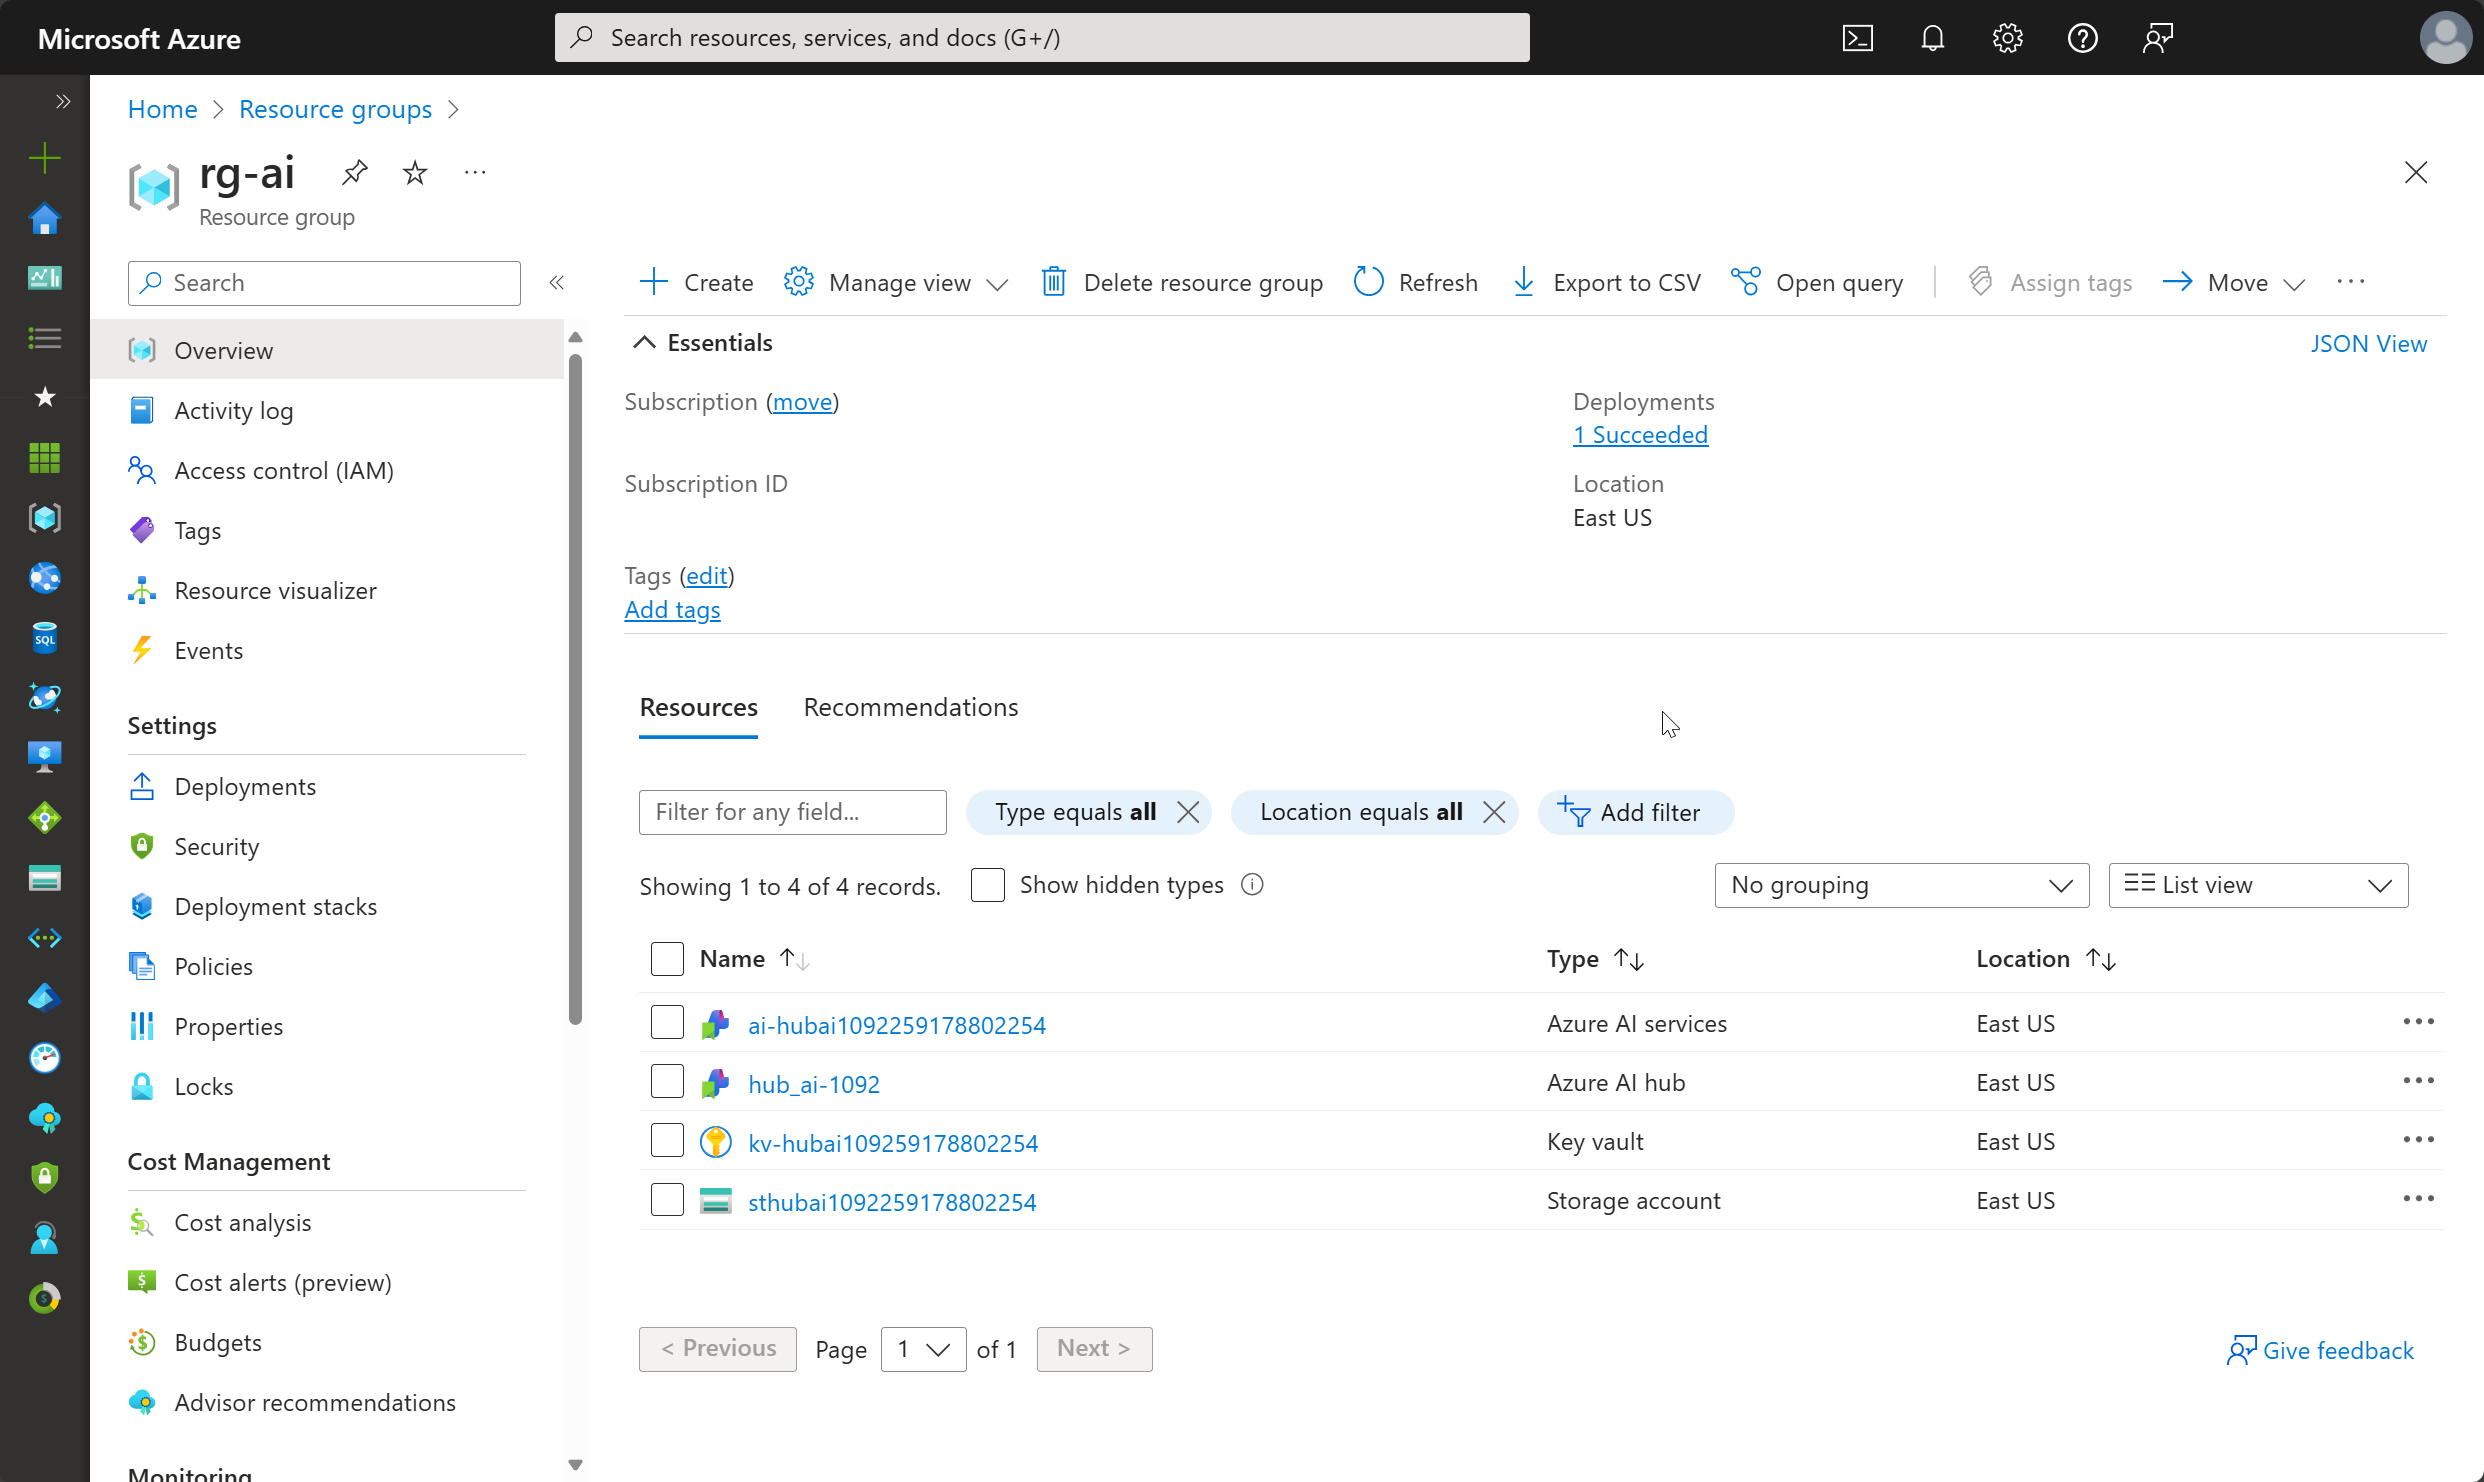 Microsoft Azure
Search resources, services, and docs (G+/)
Home > Resource groups >
rg-ai
Resource group
Search
Overview
Activity log
Access control (IAM)
Tags
Resource visualizer
Events
Settings
Deployments
Security
Deployment stacks
Policies
Properties
Locks
Cost Management
Cost analysis
Cost alerts (preview)
Budgets
Advisor recommendations
Monitoring
Create Manage view Delete resource group Refresh Export to CSV Open query Assign tags Move
Essentials JSON View
Subscription (move) Deployments
1 Succeeded
Subscription ID Location
East US
Tags (edit)
Add tags
Resources Recommendations
Filter for any field... Type equals all Location equals all Add filter
Showing 1 to 4 of 4 records. Show hidden types No grouping List view
Name Type Location
ai-hubai1092259178802254 Azure AI services East US
hub_ai-1092 Azure AI hub East US
kv-hubai109259178802254 Key vault East US
sthubai1092259178802254 Storage account East US
< Previous Page 1 of 1 Next > Give feedback
SQL